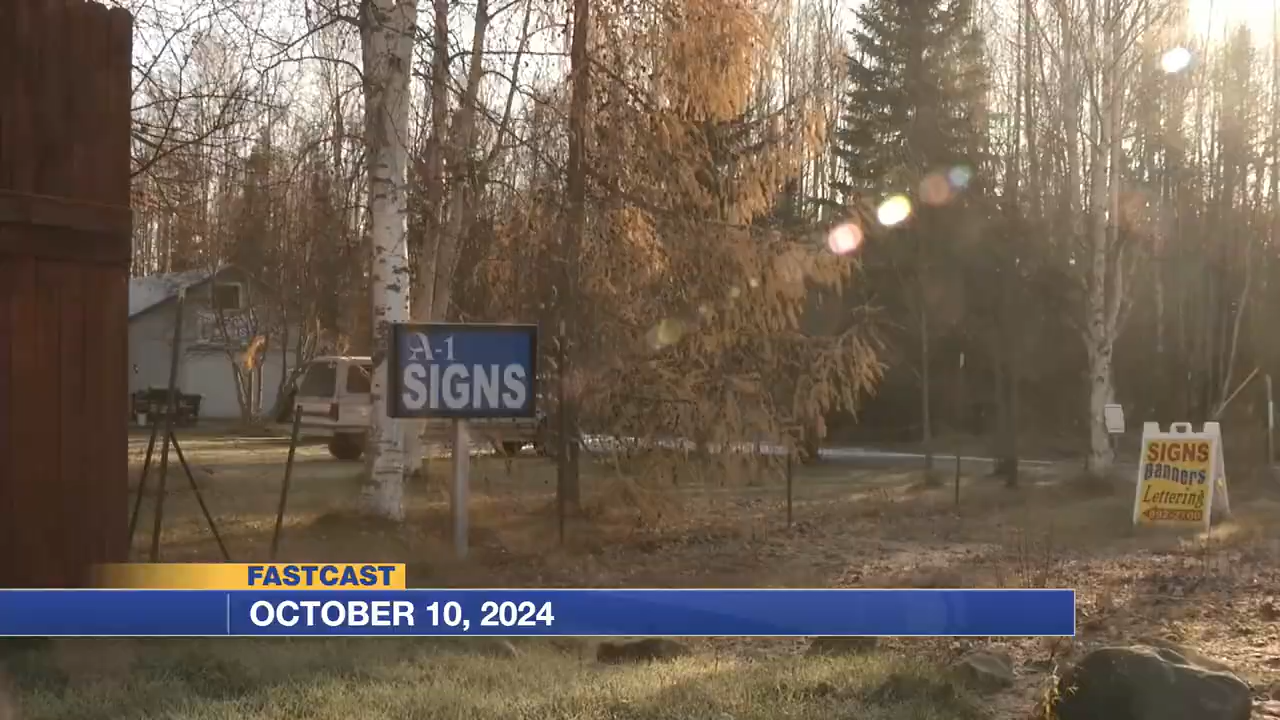 A-1
SIGNS
SIGNS
Banners
Lettering
FASTCAST
OCTOBER 10, 2024